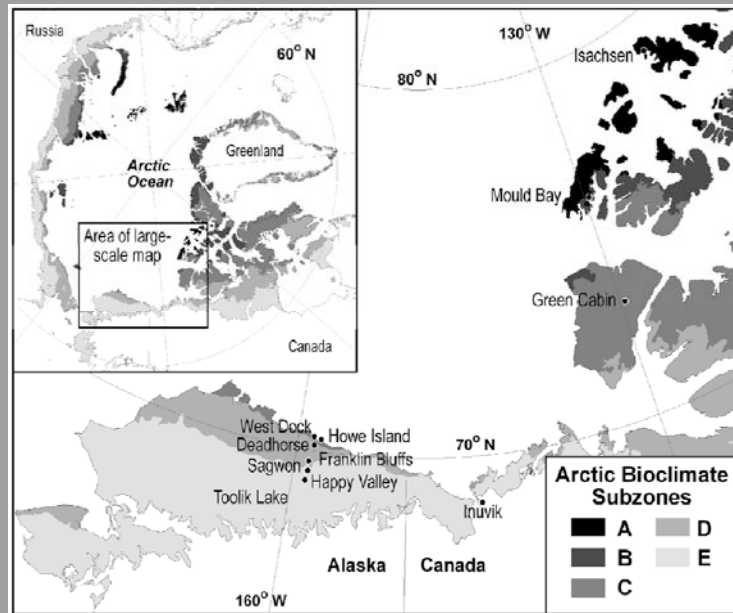 Russia
60° N
Arctic
Ocean
Greenland
Area of large-
scale map
Canada
130° W
80° N
Isachsen
Mould Bay
Green Cabin
West Dock
Howe Island
Deadhorse
70° N
Franklin Bluffs
Sagwon
Happy Valley
Toolik Lake
Inuvik
Alaska
Canada
160° W
Arctic Bioclimate
Subzones
A
D
B
E
C